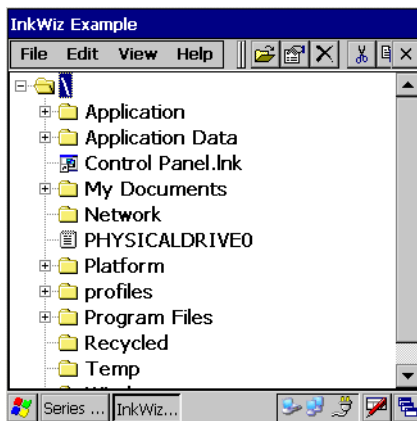 InkWiz Example
File Edit View Help
\
Application
Application Data
Control Panel.lnk
My Documents
Network
PHYSICALDRIVE0
Platform
profiles
Program Files
Recycled
Temp
Series ... InkWiz...